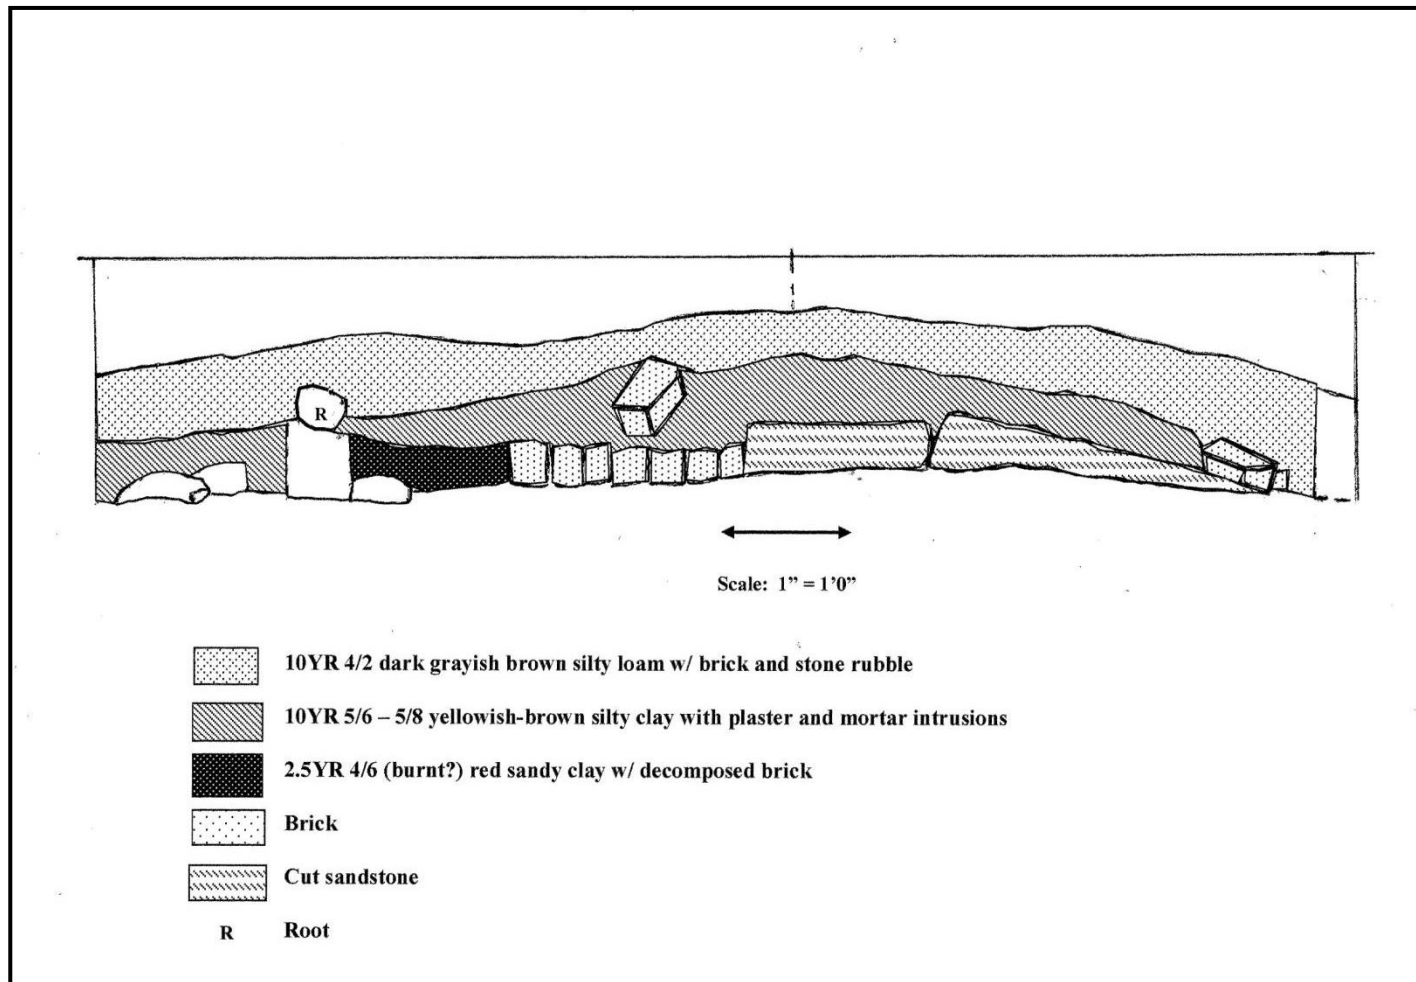 R
Scale: 1” = 1’0”
10YR 4/2 dark grayish brown silty loam w/ brick and stone rubble
10YR 5/6 – 5/8 yellowish-brown silty clay with plaster and mortar intrusions
2.5YR 4/6 (burnt?) red sandy clay w/ decomposed brick
Brick
Cut sandstone
R Root